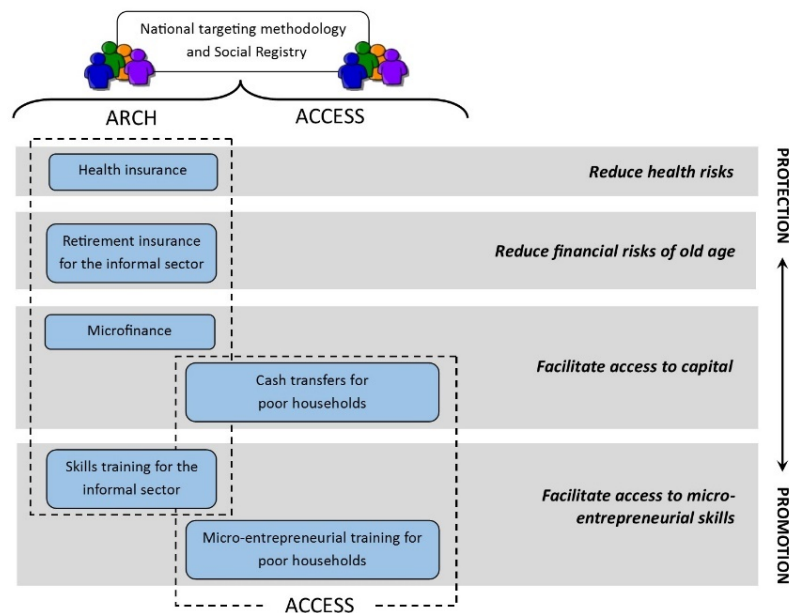 National targeting methodology
and Social Registry
ARCH
ACCESS
Health insurance
Reduce health risks
PROTECTION
Retirement insurance
for the informal sector
Reduce financial risks of old age
Microfinance
Cash transfers for
poor households
Facilitate access to capital
Skills training for the
informal sector
Facilitate access to micro-
entrepreneurial skills
Micro-entrepreneurial training for
poor households
PROMOTION
ACCESS